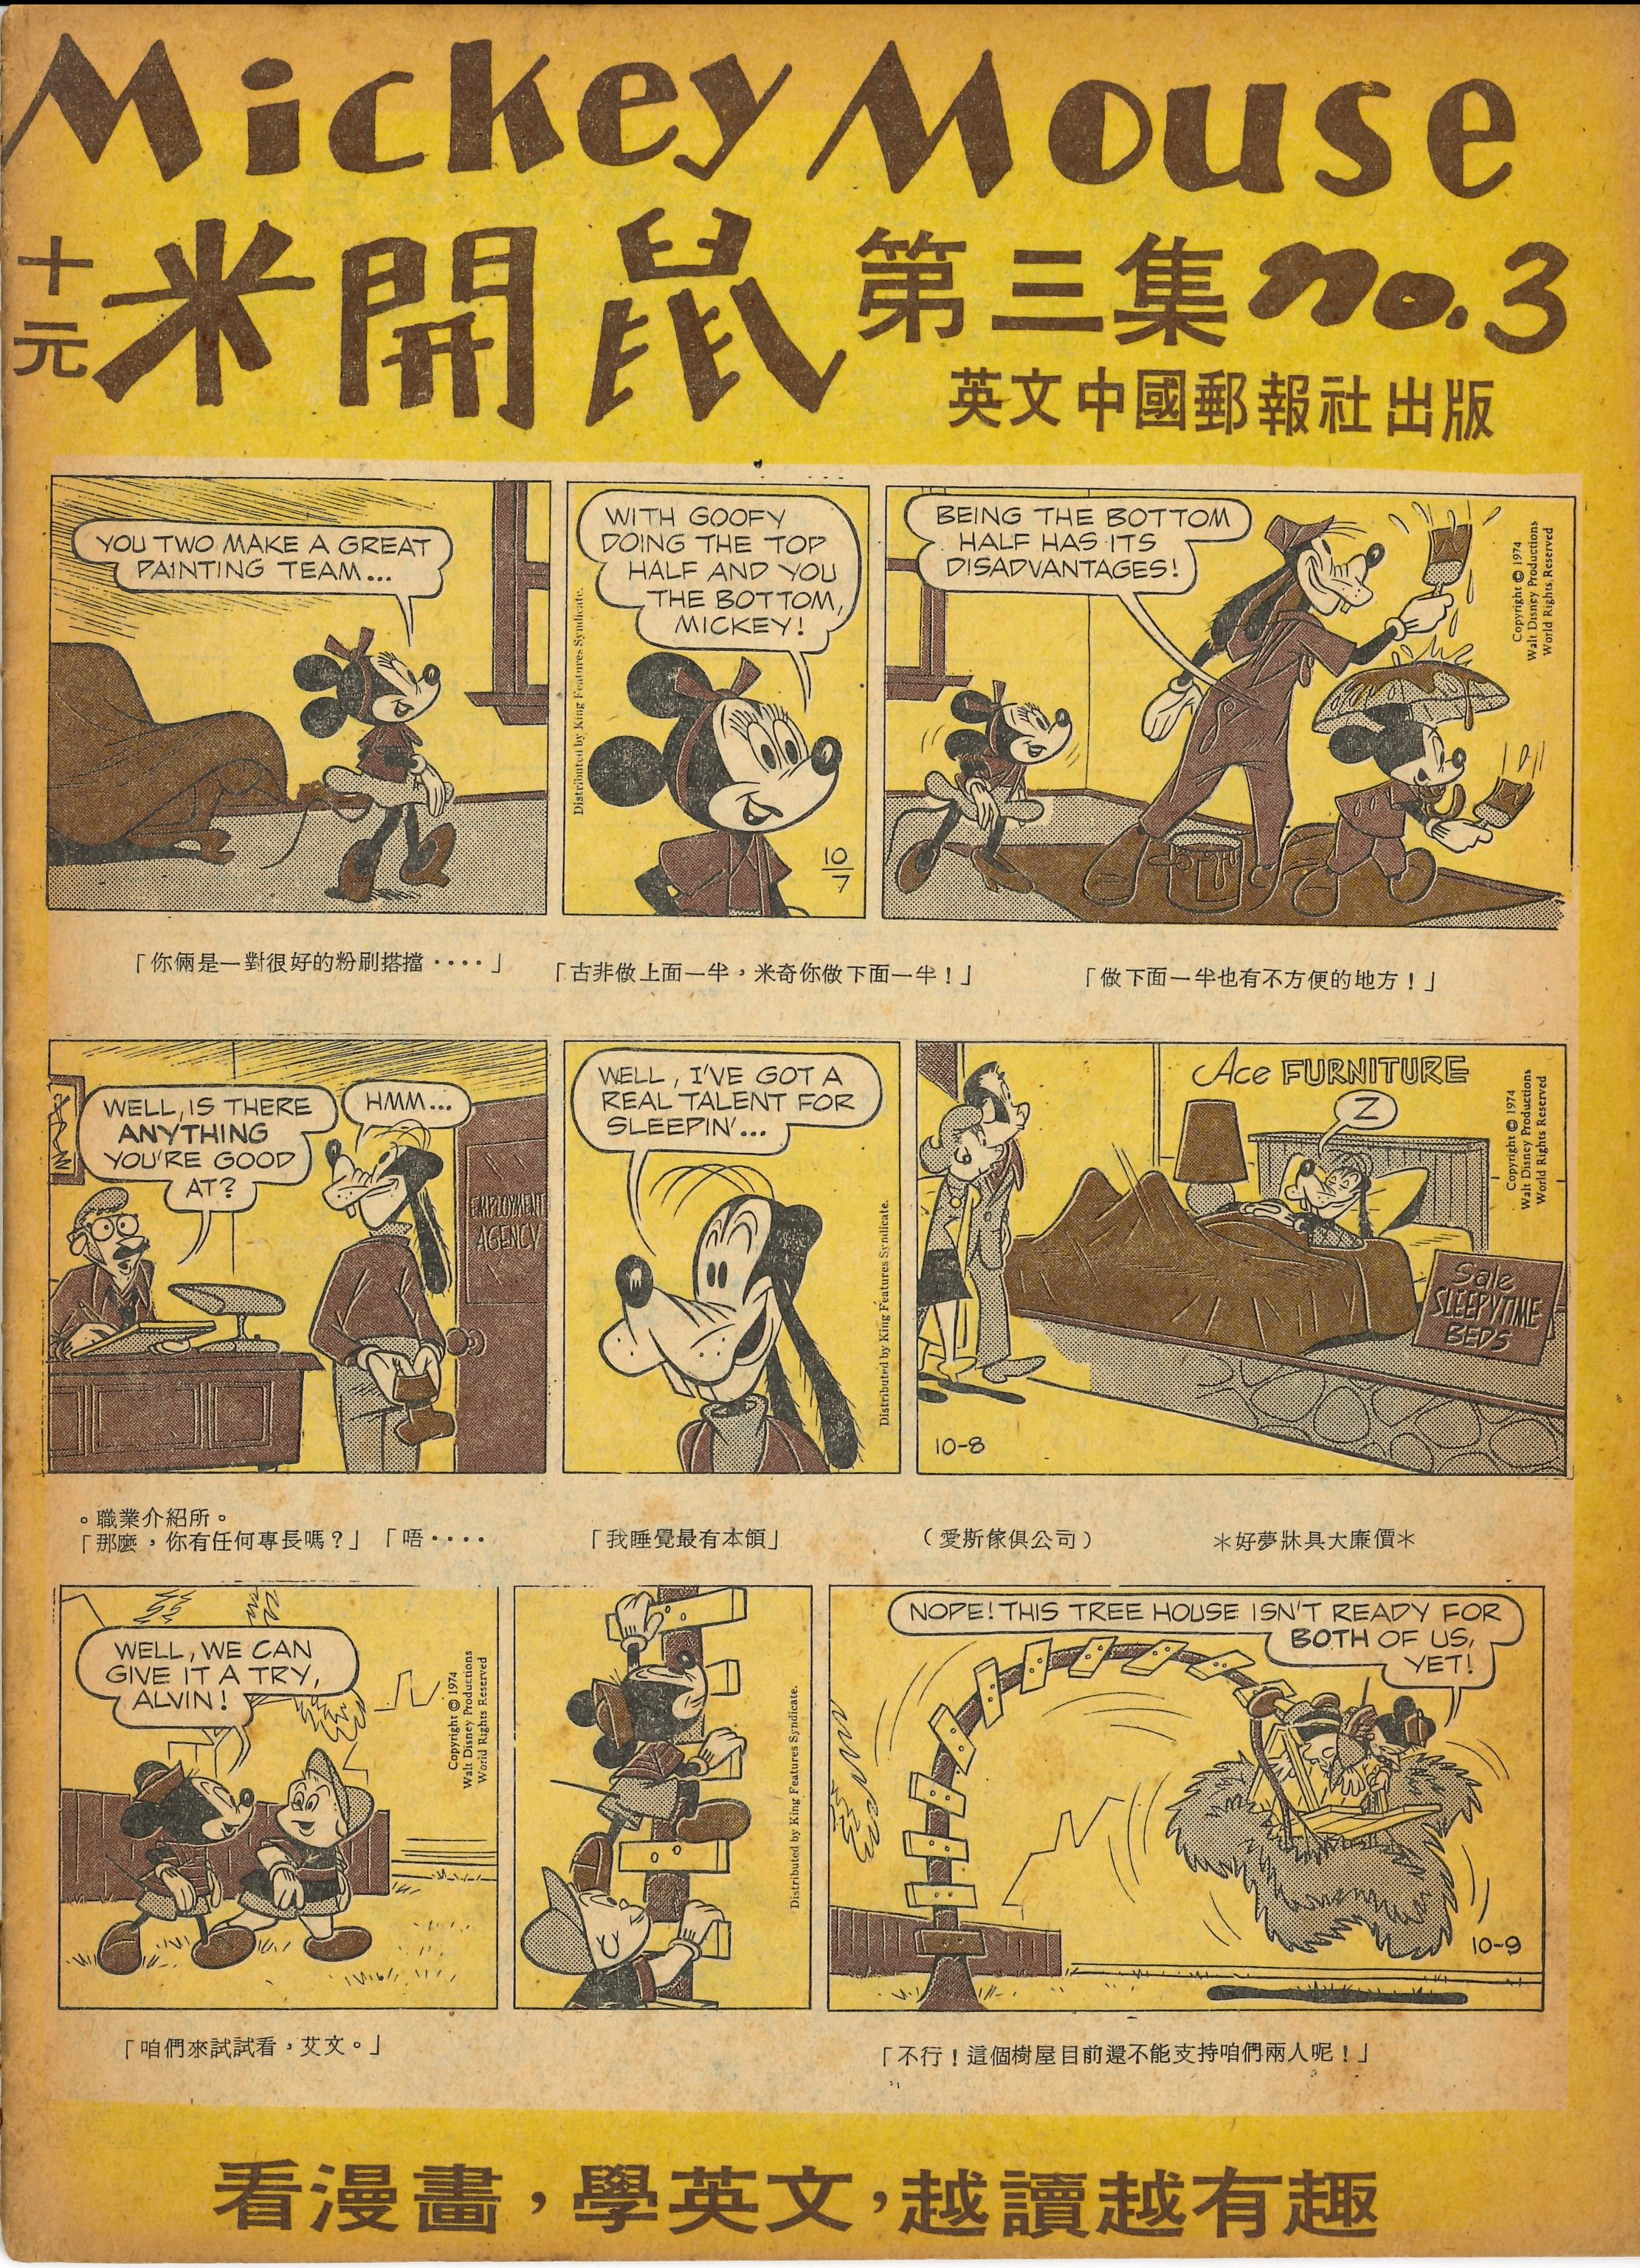 Mickey Mouse
十元
米開鼠 第三集 no.3
英文中國郵報社出版
YOU TWO MAKE A GREAT
PAINTING TEAM...
WITH GOOFY
DOING THE TOP
HALF AND YOU
THE BOTTOM,
MICKEY!
Distributed by King Features Syndicate.
10
7
BEING THE BOTTOM
HALF HAS ITS
DISADVANTAGES!
Copyright © 1974
Walt Disney Productions
World Rights Reserved
「你倆是一對很好的粉刷搭擋‥‥」
「古非做上面一半，米奇你做下面一半！」
「做下面一半也有不方便的地方！」
WELL, IS THERE
ANYTHING
YOU'RE GOOD
AT?
HMM...
EMPLOYMENT
AGENCY
WELL, I'VE GOT A
REAL TALENT FOR
SLEEPIN'...
Distributed by King Features Syndicate.
Ace FURNITURE
Z
Sale
SLEEPYTIME
BEDS
Copyright © 1974
Walt Disney Productions
World Rights Reserved
10-8
。職業介紹所。
「那麼，你有任何專長嗎？」「唔‥‥
「我睡覺最有本領」
（愛斯傢俱公司）
＊好夢牀具大廉價＊
WELL, WE CAN
GIVE IT A TRY,
ALVIN!
Copyright © 1974
Walt Disney Productions
World Rights Reserved
Distributed by King Features Syndicate.
NOPE! THIS TREE HOUSE ISN'T READY FOR
BOTH OF US,
YET!
10-9
「咱們來試試看，艾文。」
「不行！這個樹屋目前還不能支持咱們兩人呢！」
看漫畫，學英文，越讀越有趣